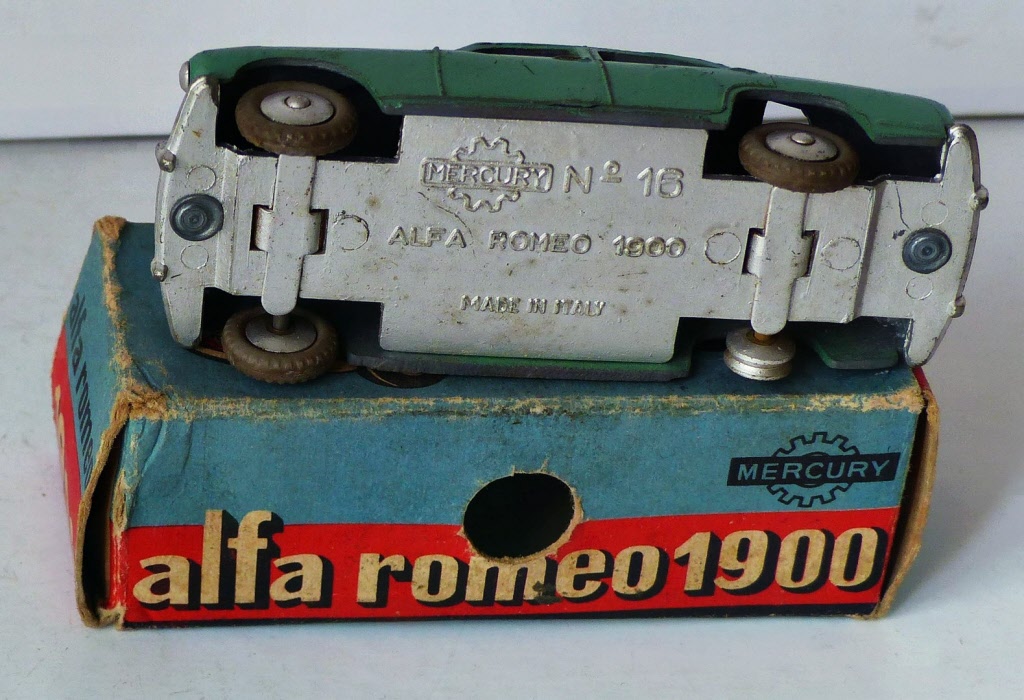 MERCURY Nº 16
ALFA ROMEO 1900
MADE IN ITALY
MERCURY
alfa romeo 1900
alfa romeo